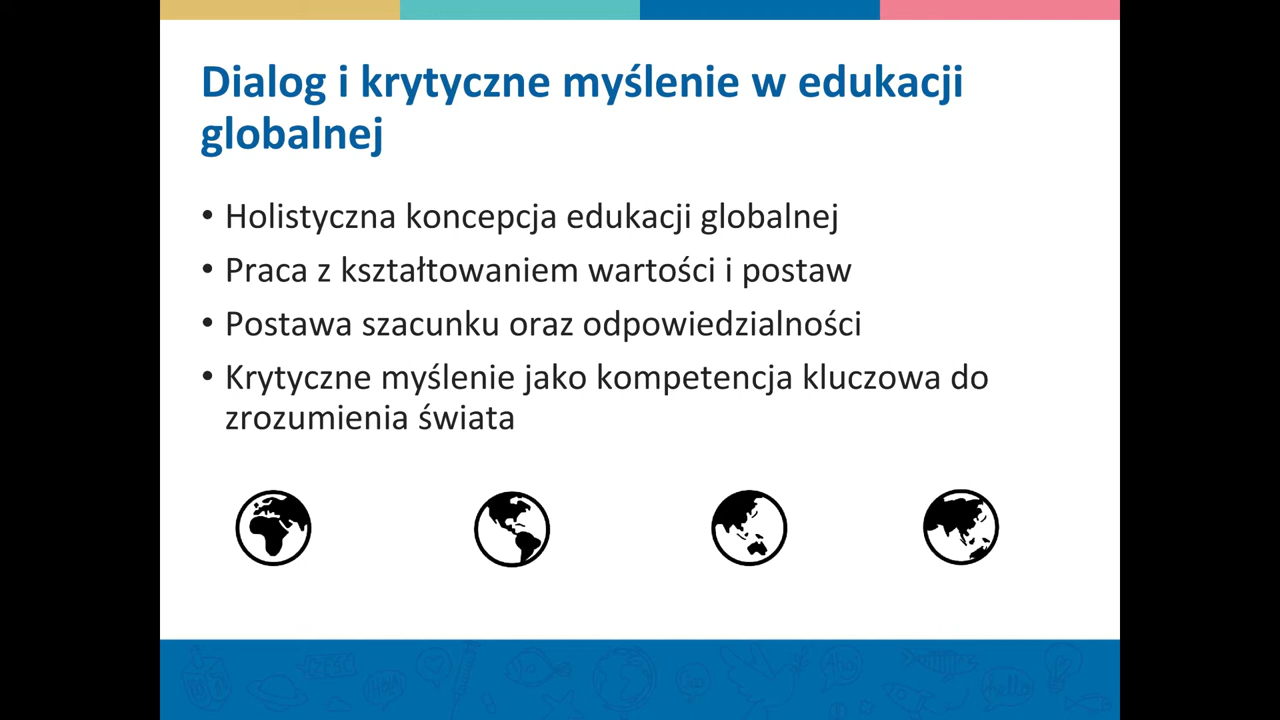 Dialog i krytyczne myślenie w edukacji
globalnej
• Holistyczna koncepcja edukacji globalnej
• Praca z kształtowaniem wartości i postaw
• Postawa szacunku oraz odpowiedzialności
• Krytyczne myślenie jako kompetencja kluczowa do
zrozumienia świata